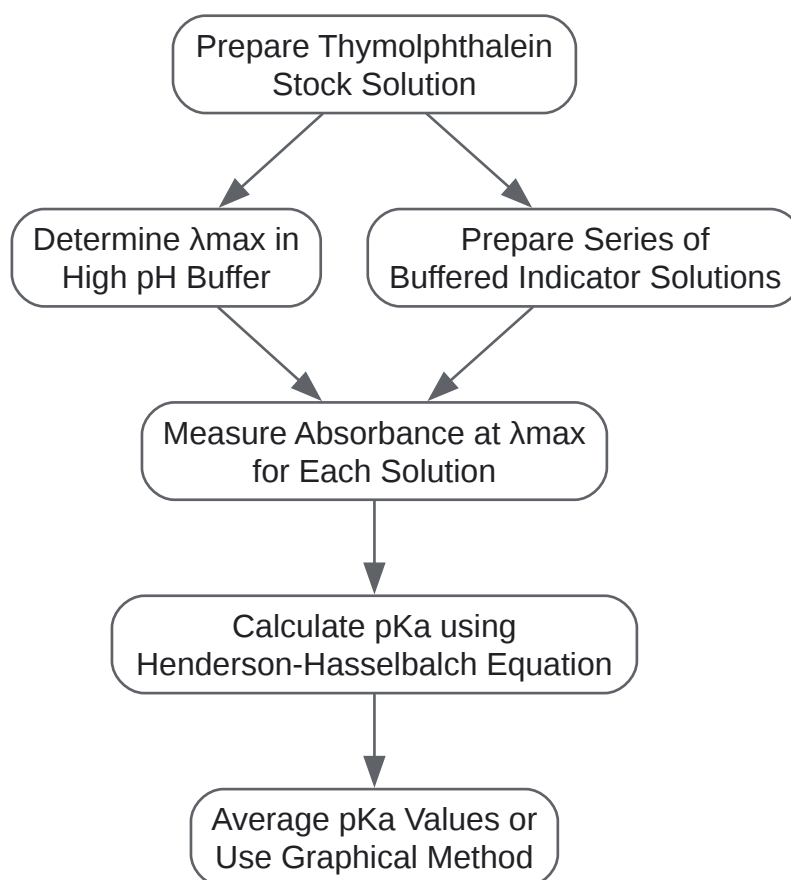 Prepare Thymolphthalein
Stock Solution
Determine λmax in
High pH Buffer
Prepare Series of
Buffered Indicator Solutions
Measure Absorbance at λmax
for Each Solution
Calculate pKa using
Henderson-Hasselbalch Equation
Average pKa Values or
Use Graphical Method